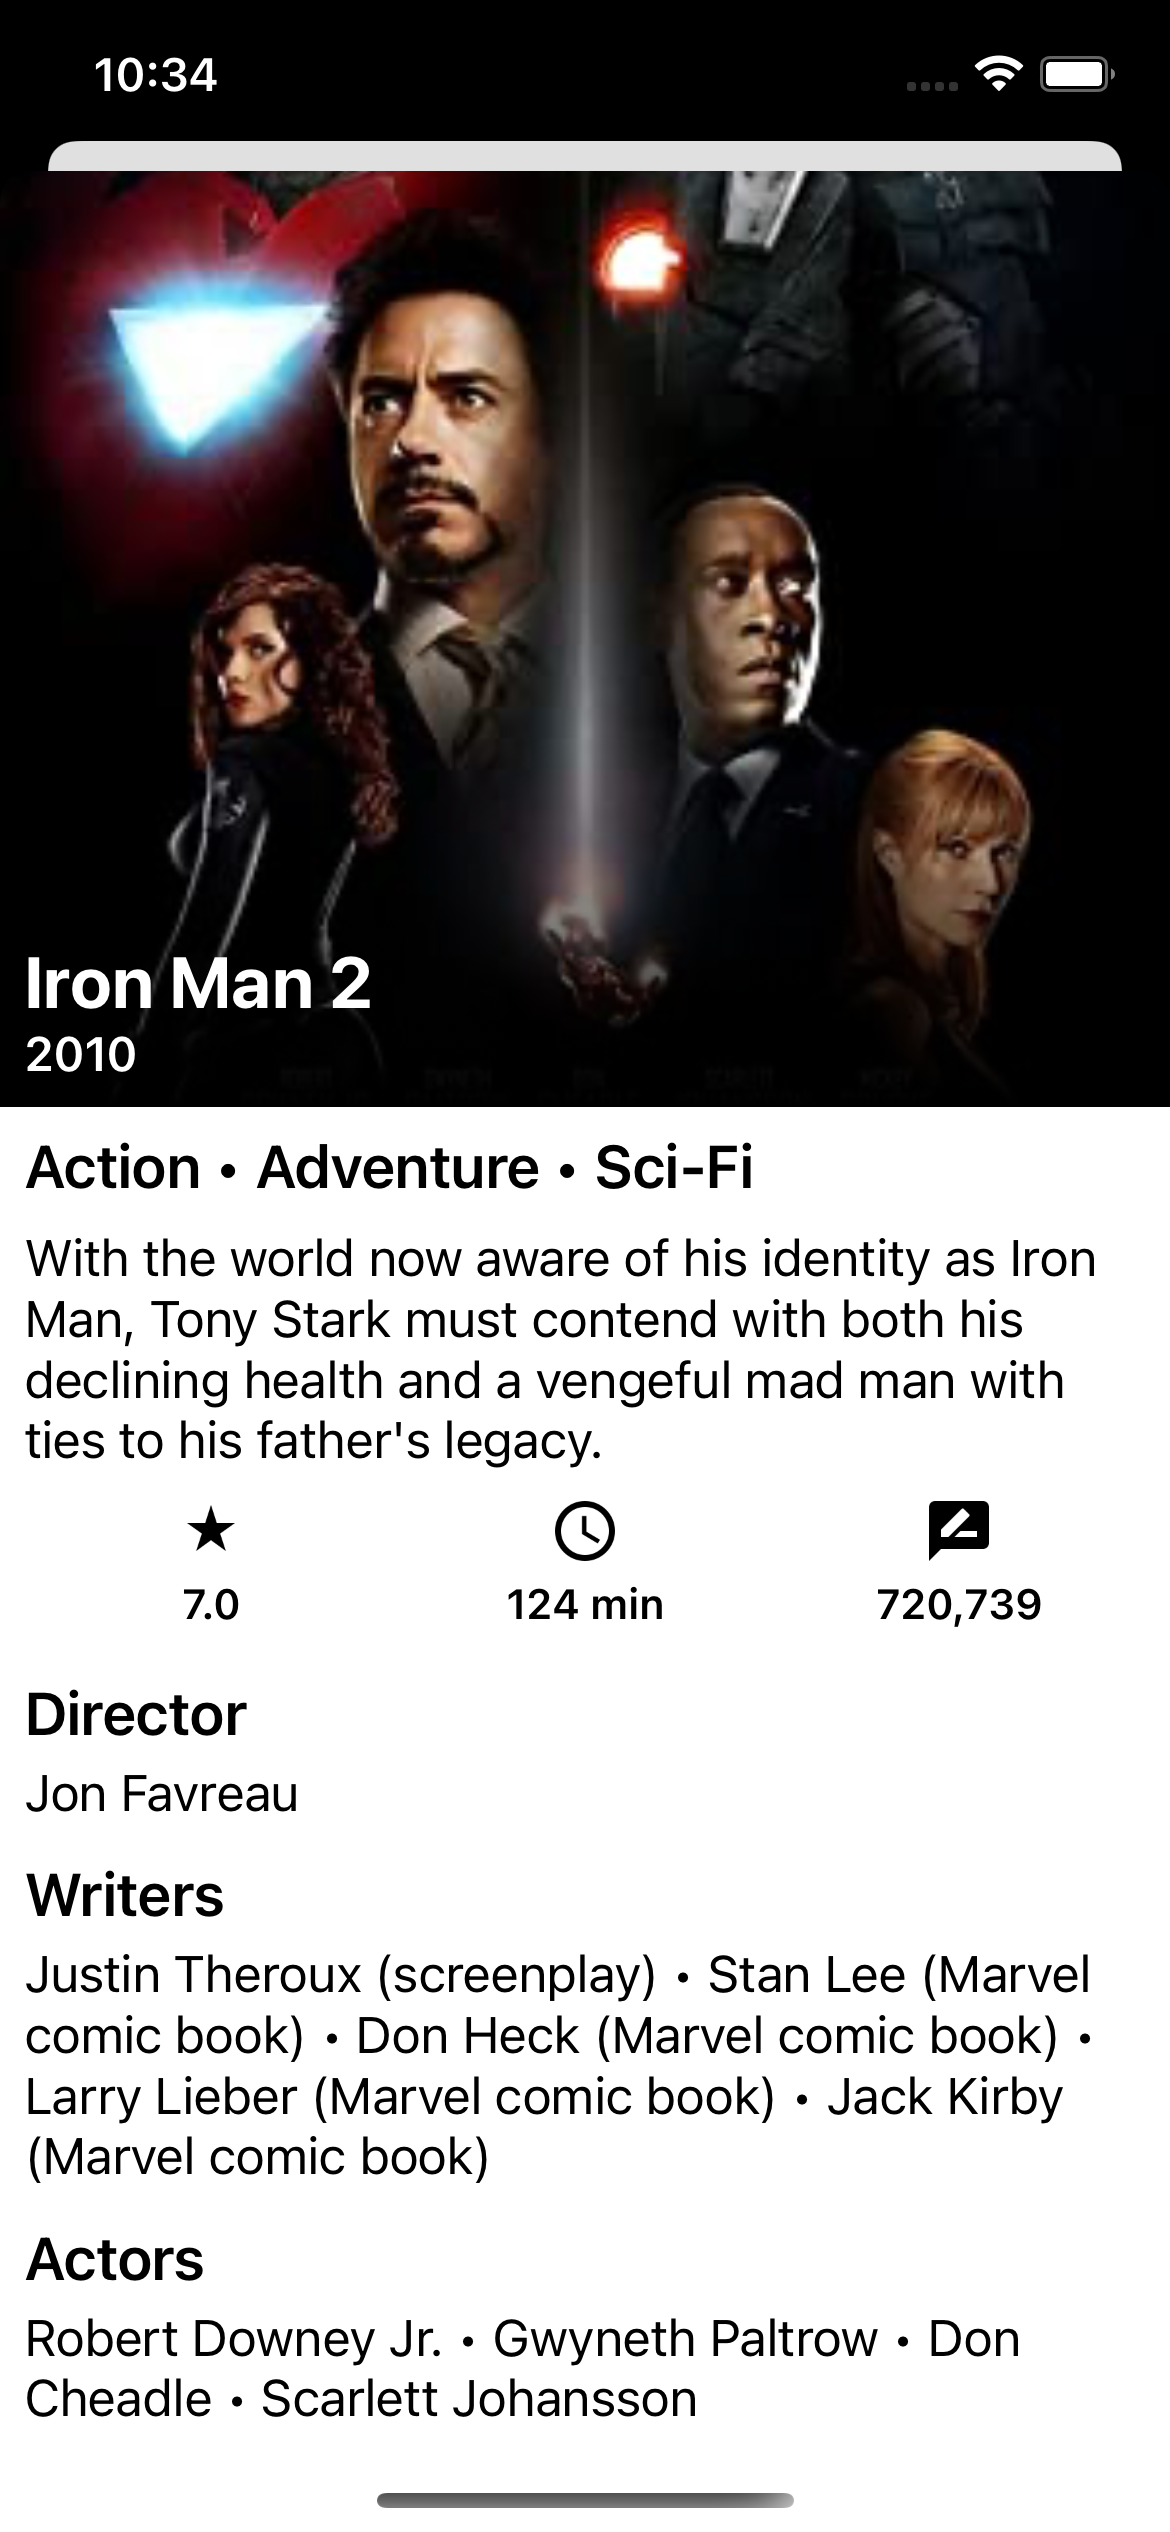 10:34
Iron Man 2
2010
Action • Adventure • Sci-Fi
With the world now aware of his identity as Iron
Man, Tony Stark must contend with both his
declining health and a vengeful mad man with
ties to his father's legacy.
7.0
124 min
720,739
Director
Jon Favreau
Writers
Justin Theroux (screenplay) • Stan Lee (Marvel
comic book) • Don Heck (Marvel comic book) •
Larry Lieber (Marvel comic book) • Jack Kirby
(Marvel comic book)
Actors
Robert Downey Jr. • Gwyneth Paltrow • Don
Cheadle • Scarlett Johansson